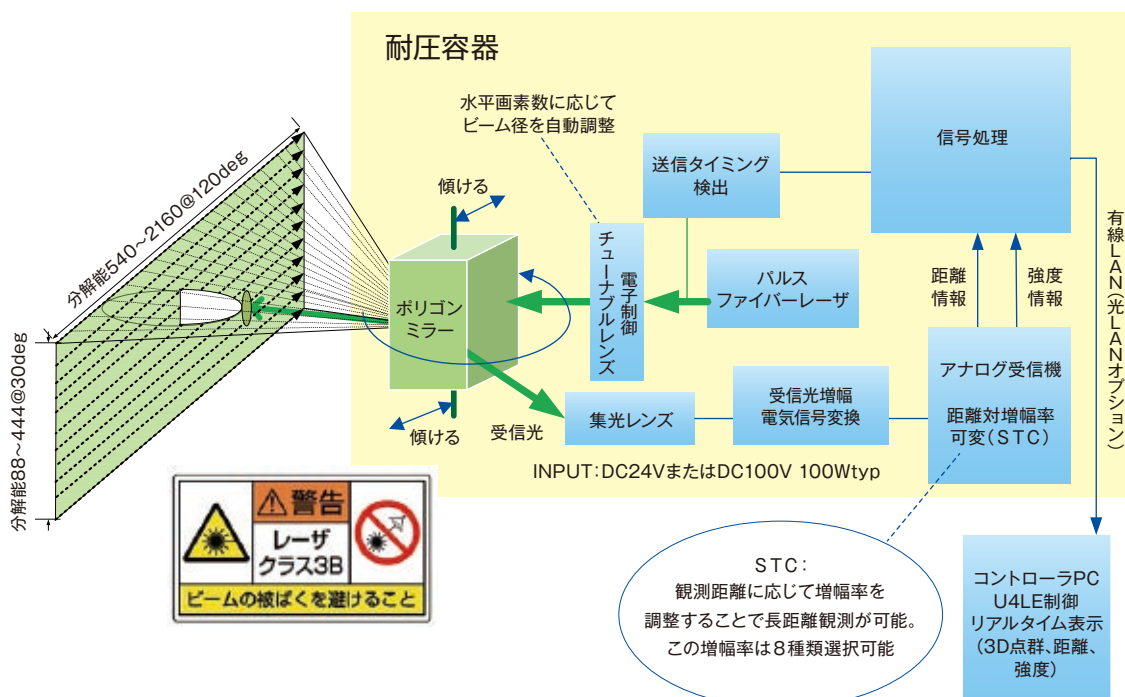 耐圧容器
水平画素数に応じて
ビーム径を自動調整
送信タイミング
検出
信号処理
分解能540～2160@120deg
傾ける
チューナブルレンズ
電子制御
パルス
ファイバーレーザ
距離
情報
強度
情報
有線LAN(光LANオプション)
ポリゴン
ミラー
アナログ受信機
距離対増幅率
可変(STC)
受信光増幅
電気信号変換
集光レンズ
受信光
傾ける
分解能88～444@30deg
INPUT:DC24VまたはDC100V 100Wtyp
警告
レーザ
クラス3B
ビームの被ばくを避けること
STC:
観測距離に応じて増幅率を
調整することで長距離観測が可能。
この増幅率は8種類選択可能
コントローラPC
U4LE制御
リアルタイム表示
(3D点群、距離、
強度)